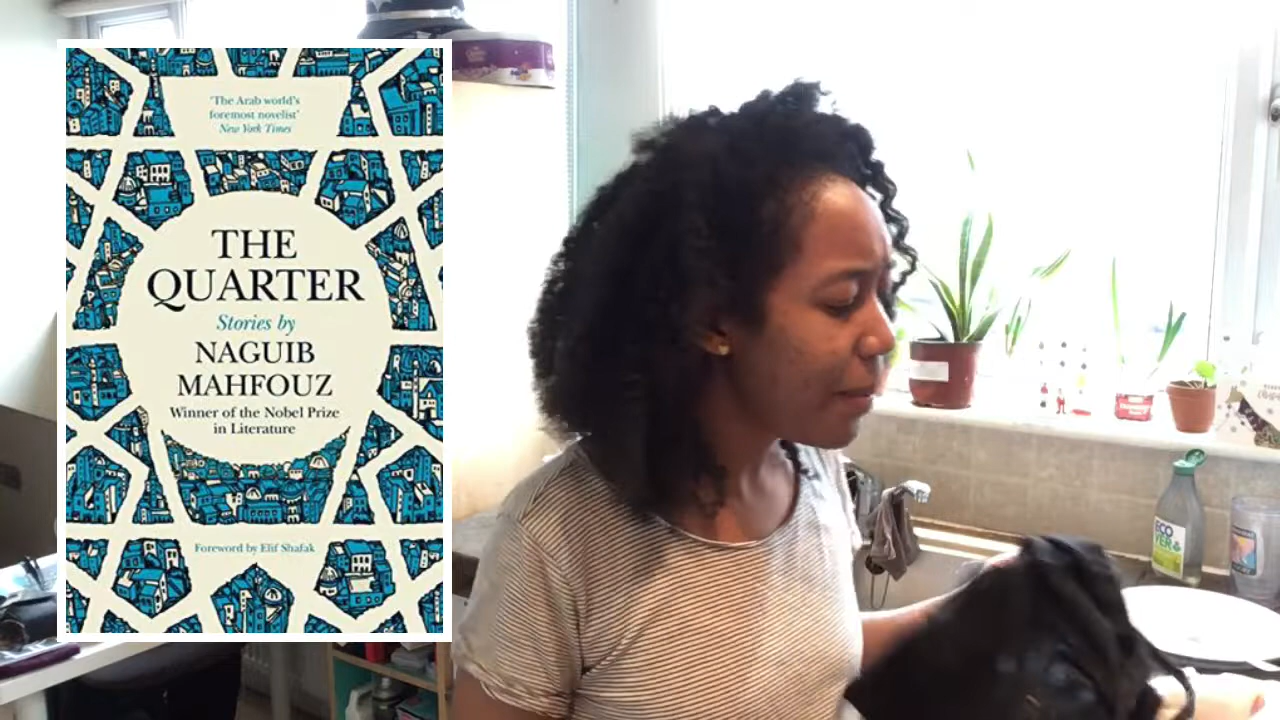 'The Arab world's
foremost novelist'
New York Times
THE
QUARTER
Stories by
NAGUIB
MAHFOUZ
Winner of the Nobel Prize
in Literature
Foreword by Elif Shafak
ECO
VER